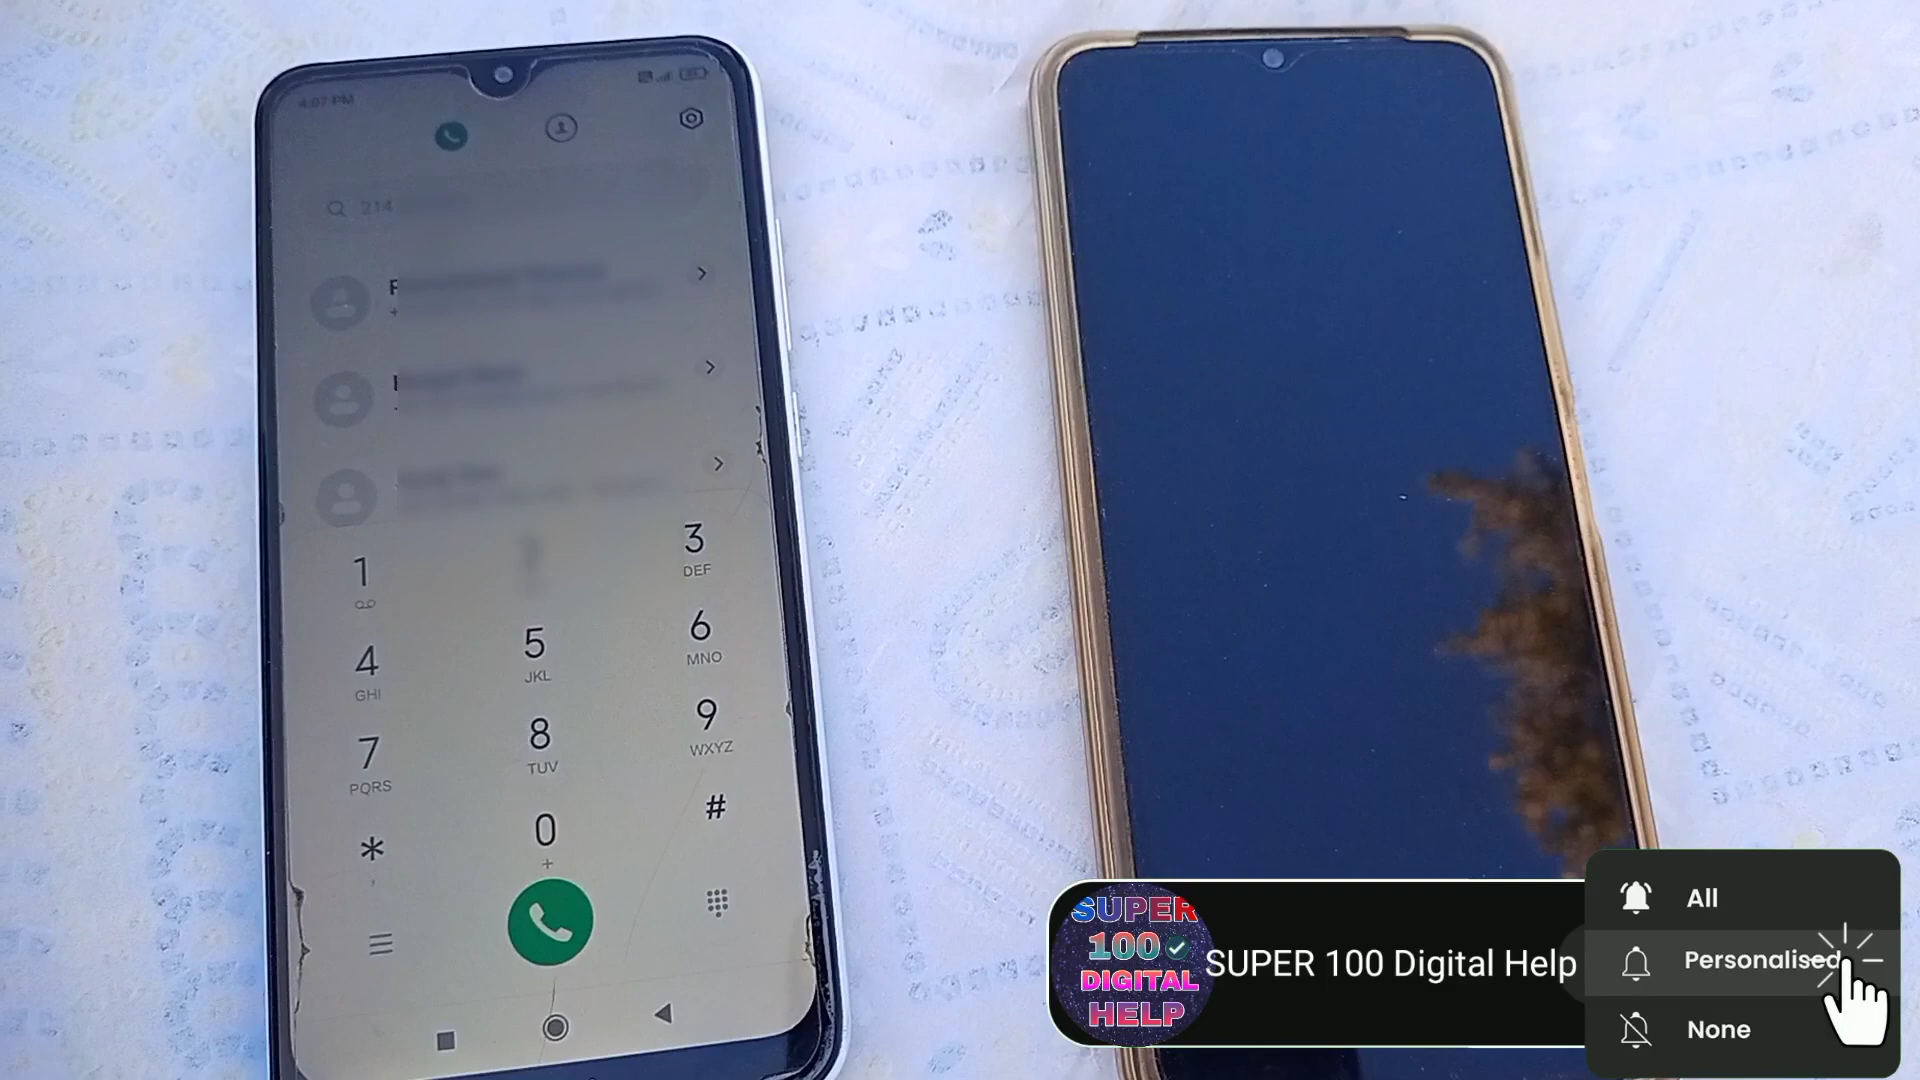 4:07 PM
214
1
3
DEF
4
GHI
5
JKL
6
MNO
7
PQRS
8
TUV
9
WXYZ
*
0
+
#
SUPER
100
DIGITAL
HELP
SUPER 100 Digital Help
All
Personalised
None